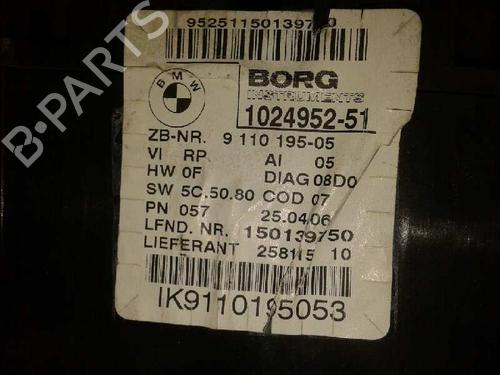 95251150139750
BMW
BORG
INSTRUMENTS
1024952-51
ZB-NR. 9 110 195-05
VI RP AI 05
HW 0F DIAG 08D0
SW 5C.50.80 COD 07
PN 057 25.04.06
LFND. NR. 150139750
LIEFERANT 258115 10
IK9110195053
B-PARTS